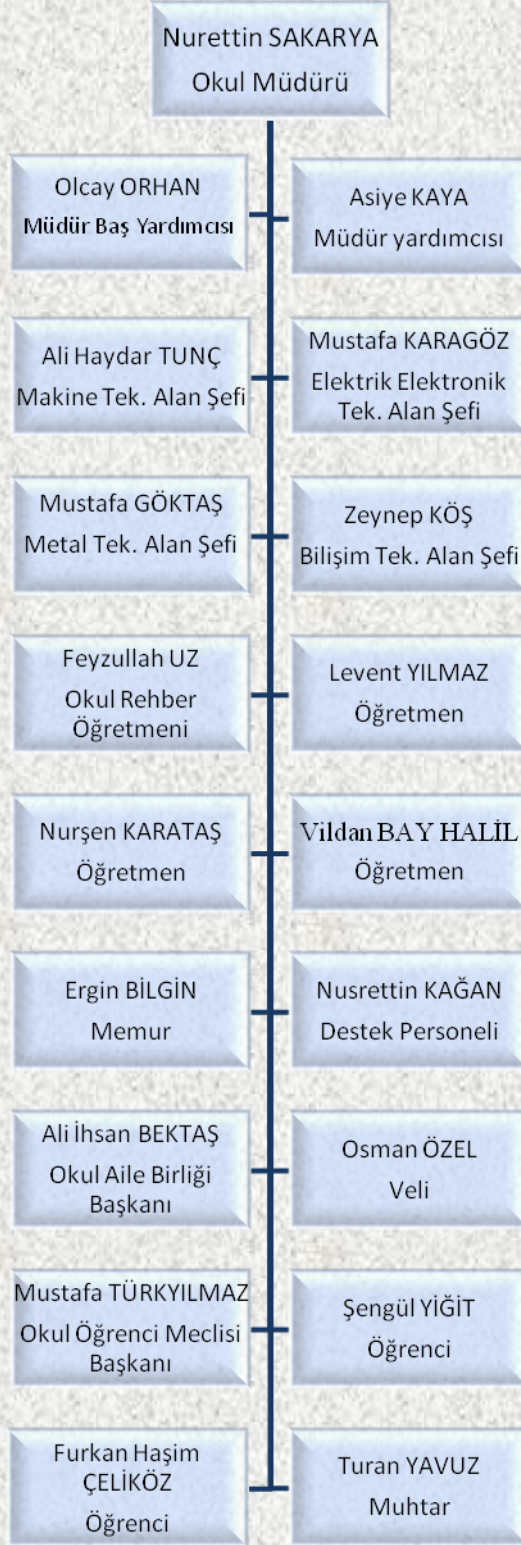 Nurettin SAKARYA
Okul Müdürü
Olcay ORHAN
Müdür Baş Yardımcısı
Asiye KAYA
Müdür yardımcısı
Ali Haydar TUNÇ
Makine Tek. Alan Şefi
Mustafa KARAGÖZ
Elektrik Elektronik
Tek. Alan Şefi
Mustafa GÖKTAŞ
Metal Tek. Alan Şefi
Zeynep KÖŞ
Bilişim Tek. Alan Şefi
Feyzullah UZ
Okul Rehber
Öğretmeni
Levent YILMAZ
Öğretmen
Nurşen KARATAŞ
Öğretmen
Vildan BAY HALİL
Öğretmen
Ergin BİLGİN
Memur
Nusrettin KAĞAN
Destek Personeli
Ali İhsan BEKTAŞ
Okul Aile Birliği
Başkanı
Osman ÖZEL
Veli
Mustafa TÜRKYILMAZ
Okul Öğrenci Meclisi
Başkanı
Şengül YİĞİT
Öğrenci
Furkan Haşim
ÇELİKÖZ
Öğrenci
Turan YAVUZ
Muhtar